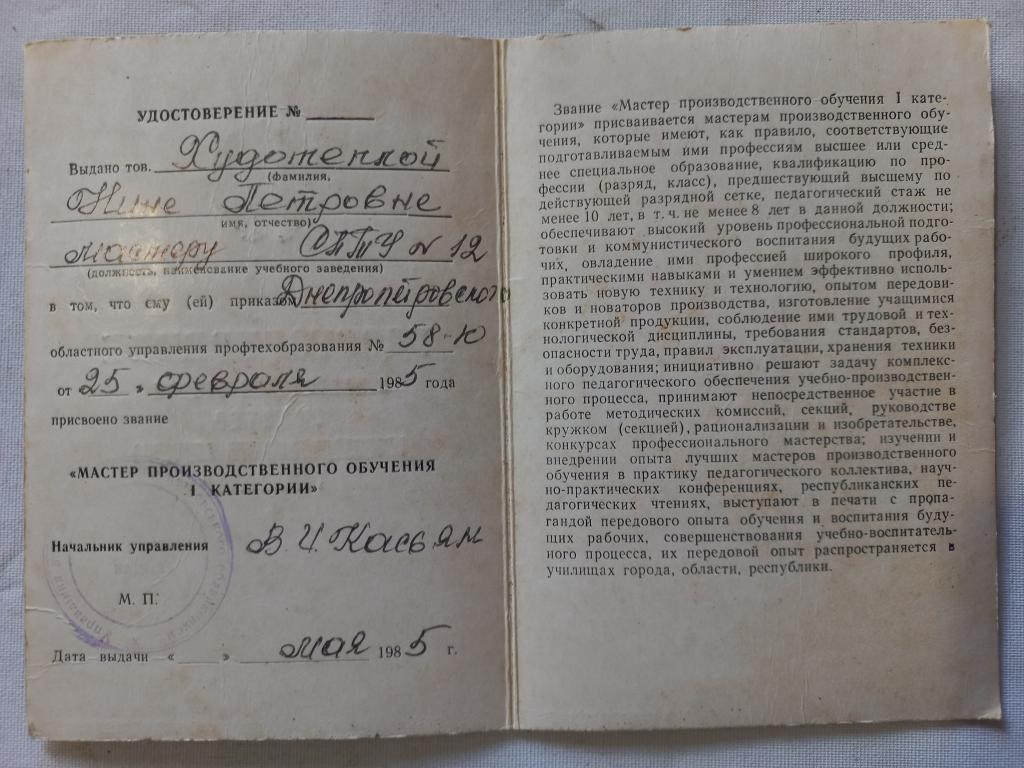 УДОСТОВЕРЕНИЕ №
Выдано тов. Худотеплой
(фамилия,
Нине Петровне
имя, отчество)
мастеру СПТУ № 12
(должность, наименование учебного заведения)
в том, что ему (ей) приказом Днепропетровского
областного управления профтехобразования № 58-Ю
от 25 » февраля 1985 года
присвоено звание
«МАСТЕР ПРОИЗВОДСТВЕННОГО ОБУЧЕНИЯ
I КАТЕГОРИИ»
Начальник управления В. И. Касьян
М. П.
Дата выдачи « » мая 1985 г.
Звание «Мастер производственного обучения I кате-
гории» присваивается мастерам производственного обу-
чения, которые имеют, как правило, соответствующие
подготавливаемым ими профессиям высшее или сред-
нее специальное образование, квалификацию по про-
фессии (разряд, класс), предшествующий высшему по
действующей разрядной сетке, педагогический стаж не
менее 10 лет, в т. ч. не менее 8 лет в данной должности;
обеспечивают высокий уровень профессиональной подго-
товки и коммунистического воспитания будущих рабо-
чих, овладение ими профессией широкого профиля,
практическими навыками и умением эффективно исполь-
зовать новую технику и технологию, опытом передови-
ков и новаторов производства, изготовление учащимися
конкретной продукции, соблюдение ими трудовой и тех-
нологической дисциплины, требования стандартов, без-
опасности труда, правил эксплуатации, хранения техники
и оборудования; инициативно решают задачу комплекс-
ного педагогического обеспечения учебно-производствен-
ного процесса, принимают непосредственное участие в
работе методических комиссий, секций, руководстве
кружком (секцией), рационализации и изобретательстве,
конкурсах профессионального мастерства; изучении и
внедрении опыта лучших мастеров производственного
обучения в практику педагогического коллектива, науч-
но-практических конференциях, республиканских пе-
дагогических чтениях, выступают в печати с пропа-
гандой передового опыта обучения и воспитания буду-
щих рабочих, совершенствования учебно-воспитатель-
ного процесса, их передовой опыт распространяется в
училищах города, области, республики.